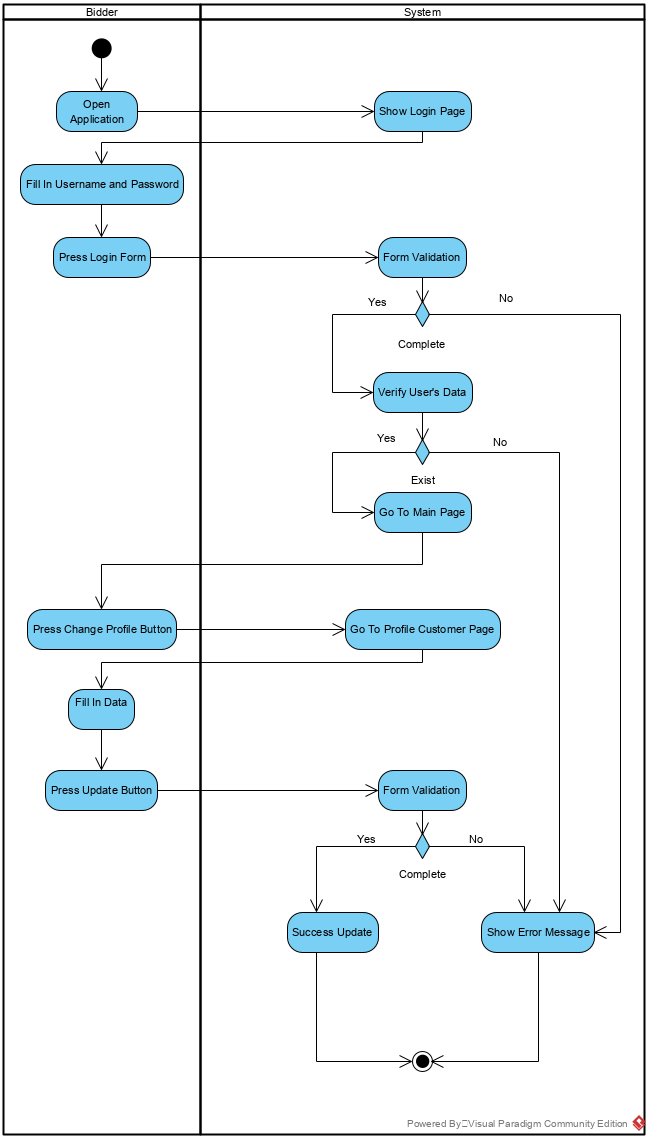 Bidder
System
Open
Application
Show Login Page
Fill In Username and Password
Press Login Form
Form Validation
Yes
No
Complete
Verify User's Data
Yes
No
Exist
Go To Main Page
Press Change Profile Button
Go To Profile Customer Page
Fill In Data
Press Update Button
Form Validation
Yes
No
Complete
Success Update
Show Error Message
Powered By Visual Paradigm Community Edition